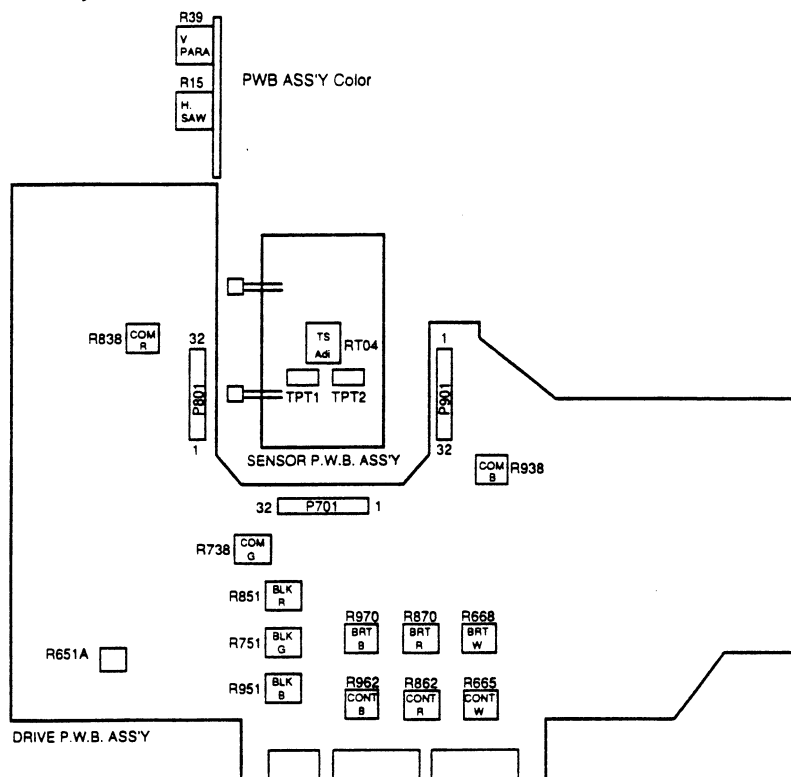 R39
V
PARA
R15
H.
SAW
PWB ASS'Y Color
R838
COM
R
32
P801
1
TS
Adi
RT04
TPT1
TPT2
SENSOR P.W.B. ASS'Y
1
P901
32
COM
B
R938
32
P701
1
R738
COM
G
R851
BLK
R
R751
BLK
G
R951
BLK
B
R970
BRT
B
R870
BRT
R
R668
BRT
W
R962
CONT
B
R862
CONT
R
R665
CONT
W
R651A
DRIVE P.W.B. ASS'Y